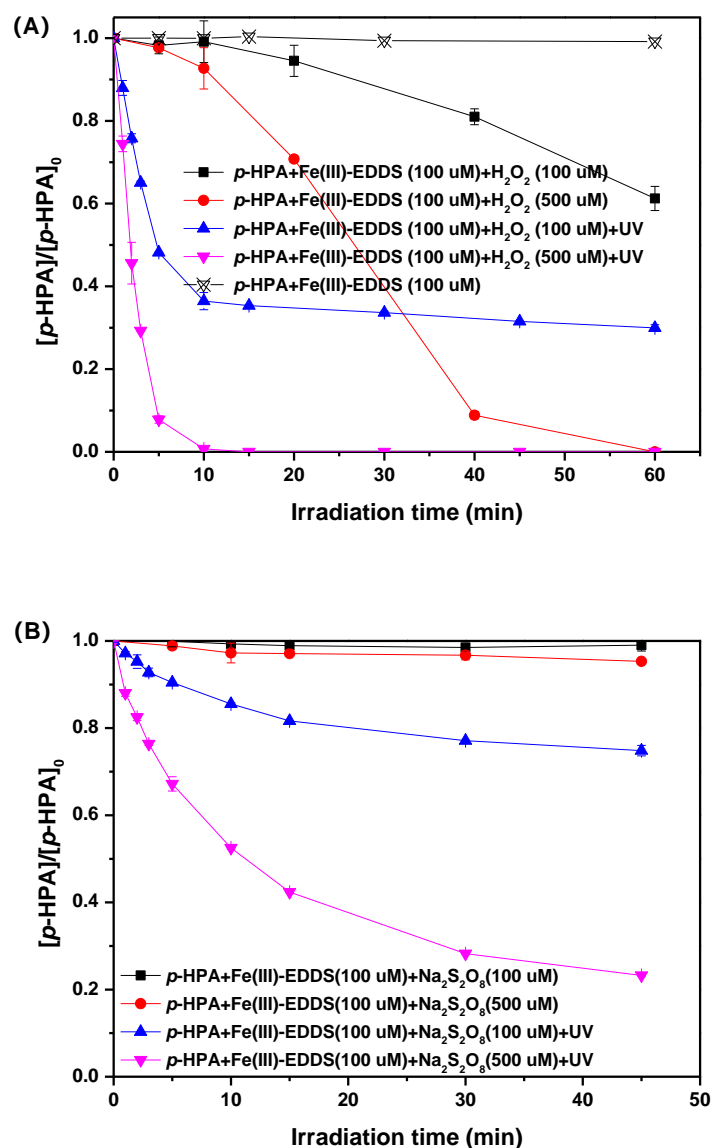 (A)
1.0
0.8
0.6
0.4
0.2
0.0
[p-HPA]/[p-HPA]₀
p-HPA+Fe(III)-EDDS (100 uM)+H₂O₂ (100 uM)
p-HPA+Fe(III)-EDDS (100 uM)+H₂O₂ (500 uM)
p-HPA+Fe(III)-EDDS (100 uM)+H₂O₂ (100 uM)+UV
p-HPA+Fe(III)-EDDS (100 uM)+H₂O₂ (500 uM)+UV
p-HPA+Fe(III)-EDDS (100 uM)
0 10 20 30 40 50 60
Irradiation time (min)
(B)
1.0
0.8
0.6
0.4
0.2
0.0
[p-HPA]/[p-HPA]₀
p-HPA+Fe(III)-EDDS(100 uM)+Na₂S₂O₈(100 uM)
p-HPA+Fe(III)-EDDS(100 uM)+Na₂S₂O₈(500 uM)
p-HPA+Fe(III)-EDDS(100 uM)+Na₂S₂O₈(100 uM)+UV
p-HPA+Fe(III)-EDDS(100 uM)+Na₂S₂O₈(500 uM)+UV
0 10 20 30 40 50
Irradiation time (min)